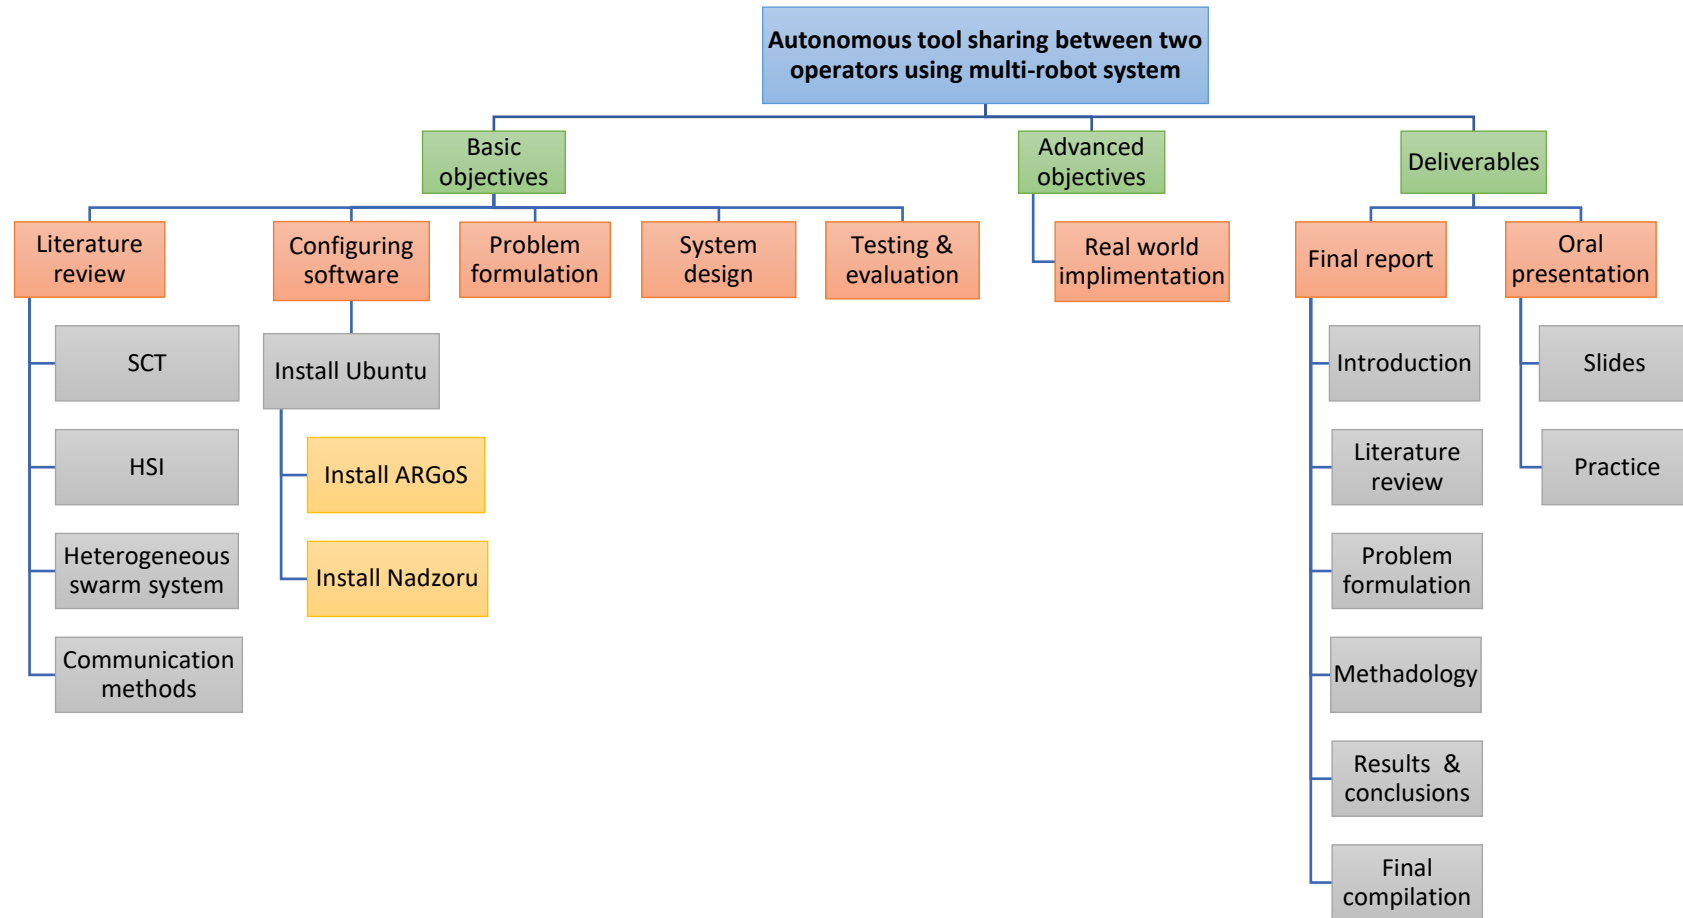 Autonomous tool sharing between two
operators using multi-robot system
Basic
objectives
Advanced
objectives
Deliverables
Literature
review
Configuring
software
Problem
formulation
System
design
Testing &
evaluation
Real world
implimentation
Final report
Oral
presentation
SCT
HSI
Heterogeneous
swarm system
Communication
methods
Install Ubuntu
Install ARGoS
Install Nadzoru
Introduction
Literature
review
Problem
formulation
Methadology
Results & conclusions
Final
compilation
Slides
Practice